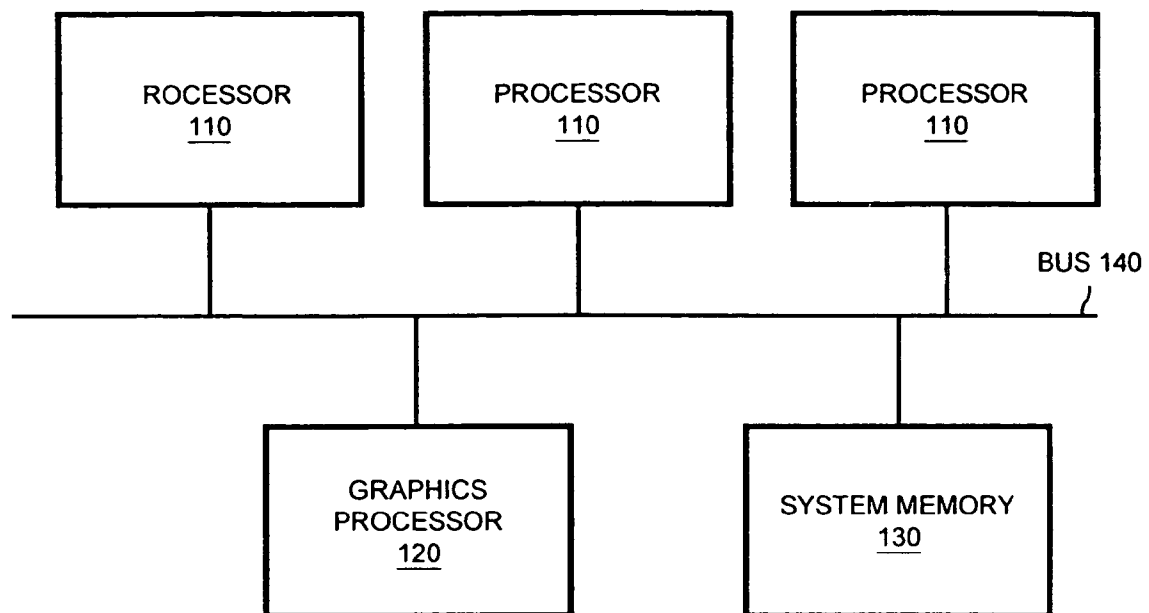 ROCESSOR
110
PROCESSOR
110
PROCESSOR
110
BUS 140
GRAPHICS
PROCESSOR
120
SYSTEM MEMORY
130